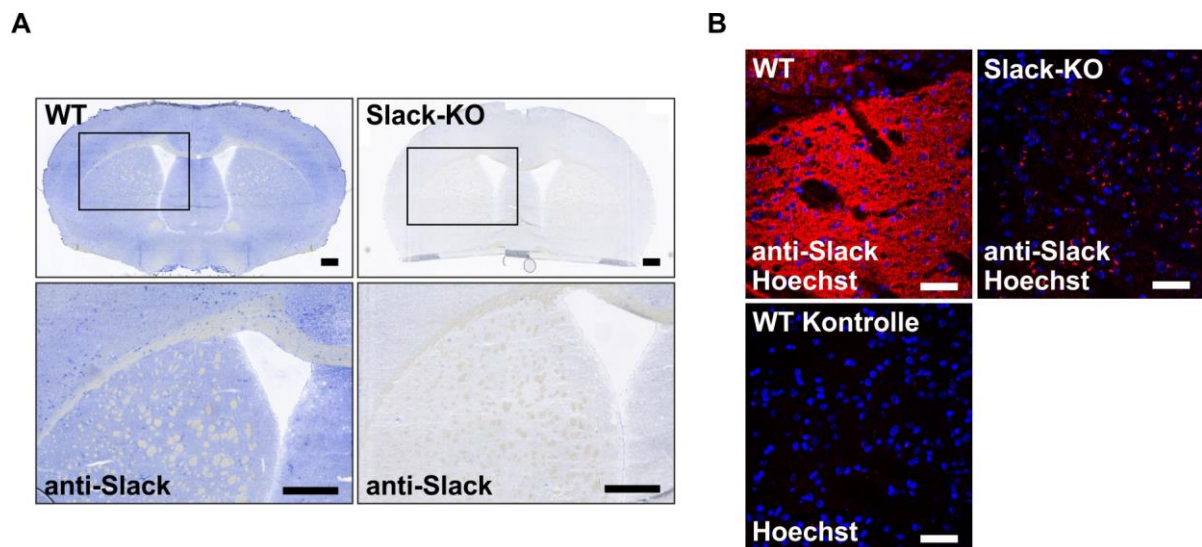 A
B
WT
Slack-KO
anti-Slack
anti-Slack
WT
anti-Slack
Hoechst
Slack-KO
anti-Slack
Hoechst
WT Kontrolle
Hoechst